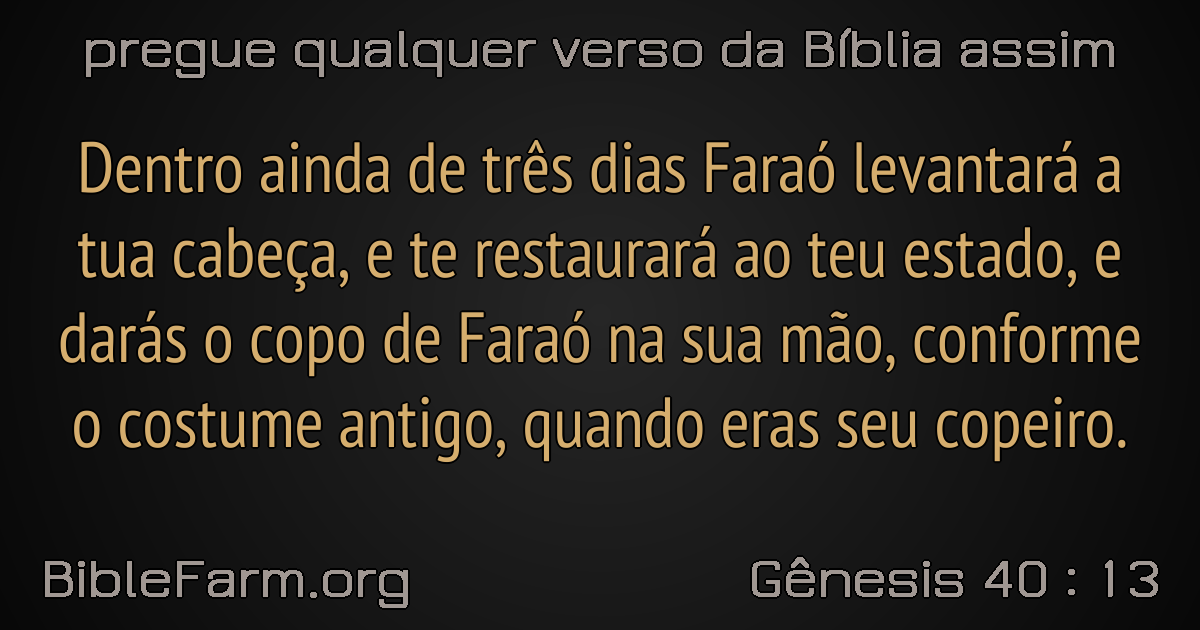 pregue qualquer verso da Bíblia assim
Dentro ainda de três dias Faraó levantará a
tua cabeça, e te restaurará ao teu estado, e
darás o copo de Faraó na sua mão, conforme
o costume antigo, quando eras seu copeiro.
BibleFarm.org
Gênesis 40 : 13